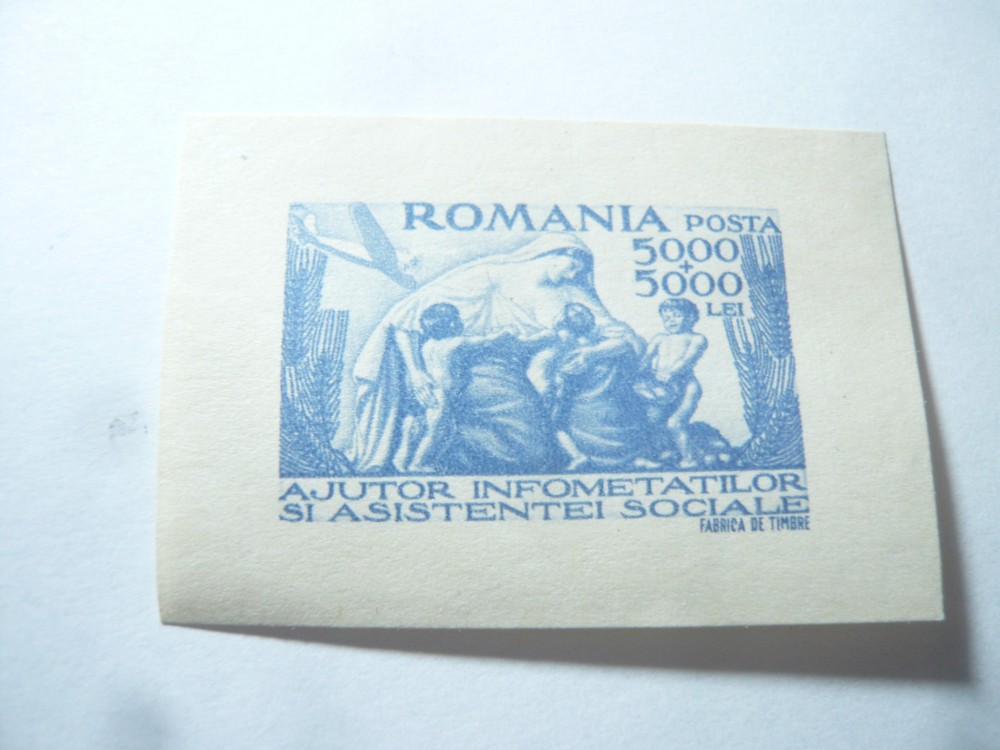 ROMANIA POSTA
5000
+
5000
LEI
AJUTOR INFOMETATILOR
SI ASISTENTEI SOCIALE
FABRICA DE TIMBRE